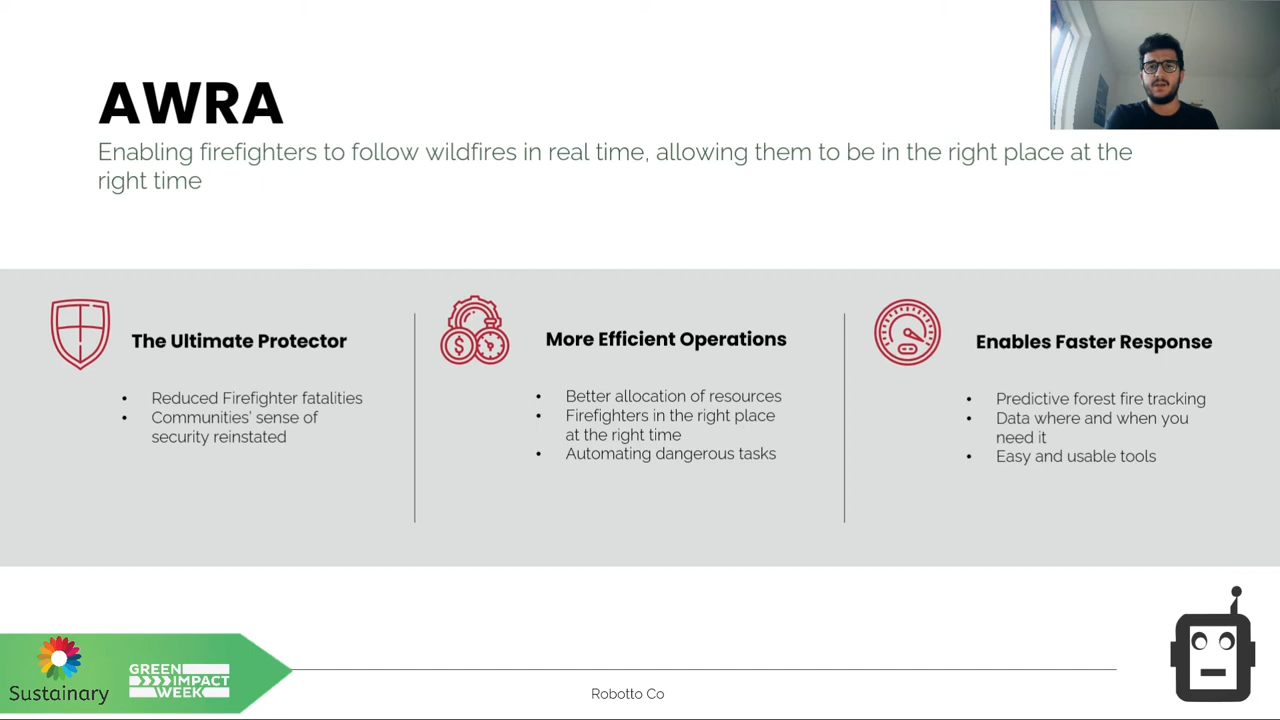 AWRA
Enabling firefighters to follow wildfires in real time, allowing them to be in the right place at the
right time
The Ultimate Protector
• Reduced Firefighter fatalities
• Communities' sense of
security reinstated
More Efficient Operations
• Better allocation of resources
• Firefighters in the right place
at the right time
• Automating dangerous tasks
Enables Faster Response
• Predictive forest fire tracking
• Data where and when you
need it
• Easy and usable tools
Sustainary
GREEN
IMPACT
WEEK
Robotto Co